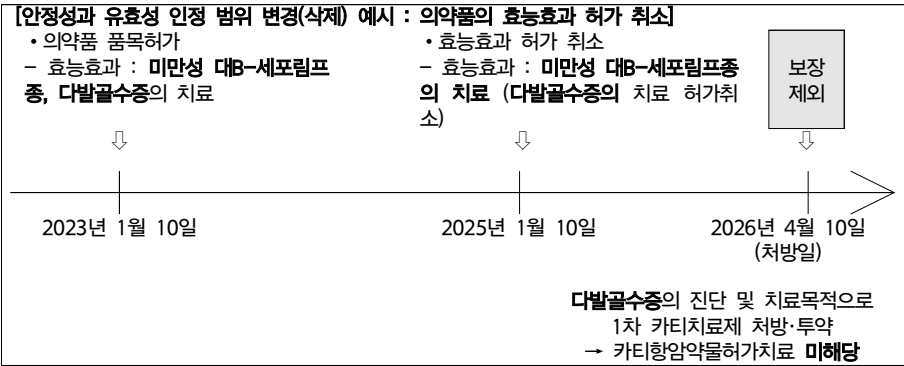 [안정성과 유효성 인정 범위 변경(삭제) 예시 : 의약품의 효능효과 허가 취소]
• 의약품 품목허가
– 효능효과 : 미만성 대B-세포림프
종, 다발골수증의 치료
• 효능효과 허가 취소
– 효능효과 : 미만성 대B-세포림프종
의 치료 (다발골수증의 치료 허가취
소)
보장
제외
2023년 1월 10일
2025년 1월 10일
2026년 4월 10일
(처방일)
다발골수증의 진단 및 치료목적으로
1차 카티치료제 처방·투약
→ 카티항암약물허가치료 미해당